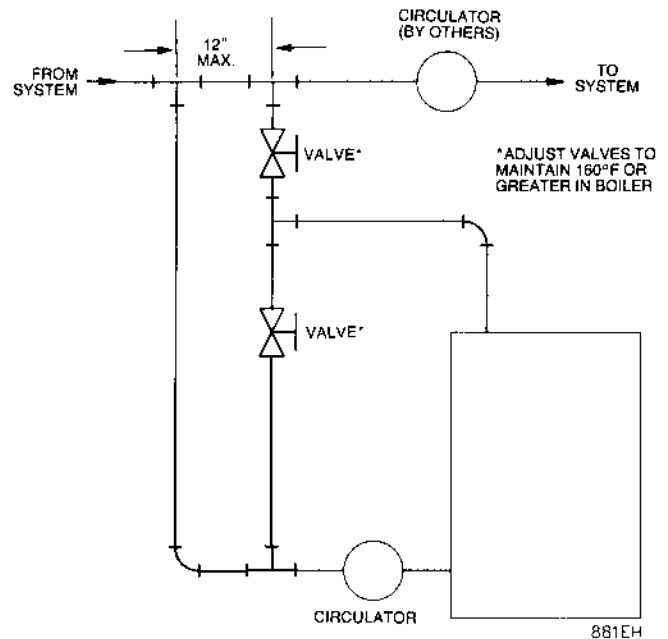 CIRCULATOR
(BY OTHERS)
12"
MAX.
FROM
SYSTEM
TO
SYSTEM
VALVE*
*ADJUST VALVES TO
MAINTAIN 160°F OR
GREATER IN BOILER
VALVE*
CIRCULATOR
881EH